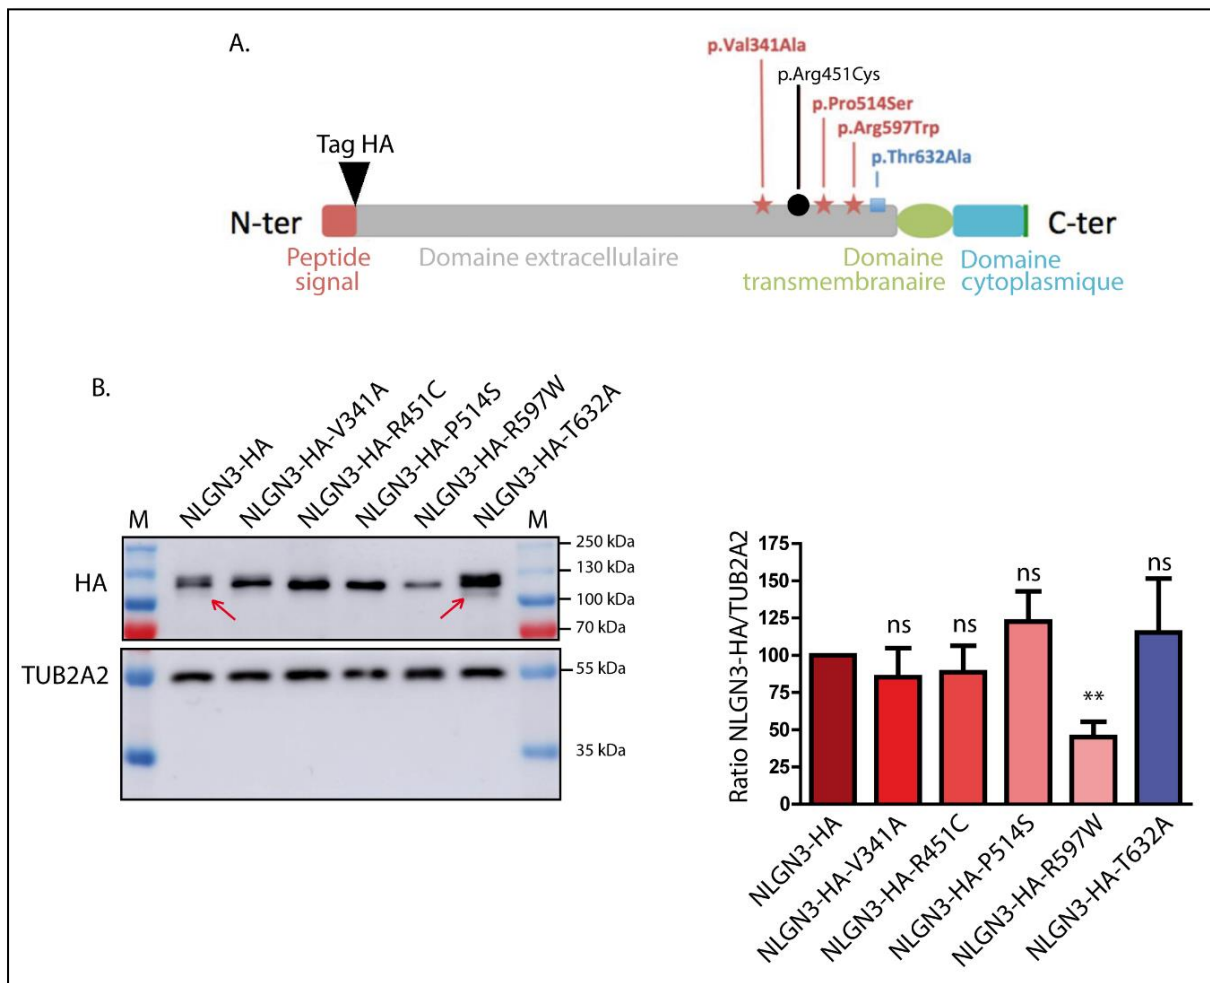 A.
p.Val341Ala
p.Arg451Cys
p.Pro514Ser
p.Arg597Trp
p.Thr632Ala
Tag HA
N-ter
C-ter
Peptide
signal
Domaine extracellulaire
Domaine
transmembranaire
Domaine
cytoplasmique
B.
M
NLGN3-HA
NLGN3-HA-V341A
NLGN3-HA-R451C
NLGN3-HA-P514S
NLGN3-HA-R597W
NLGN3-HA-T632A
M
HA
250 kDa
130 kDa
100 kDa
70 kDa
TUB2A2
55 kDa
35 kDa
Ratio NLGN3-HA/TUB2A2
175
150
125
100
75
50
25
0
ns
ns
ns
**
ns
NLGN3-HA
NLGN3-HA-V341A
NLGN3-HA-R451C
NLGN3-HA-P514S
NLGN3-HA-R597W
NLGN3-HA-T632A